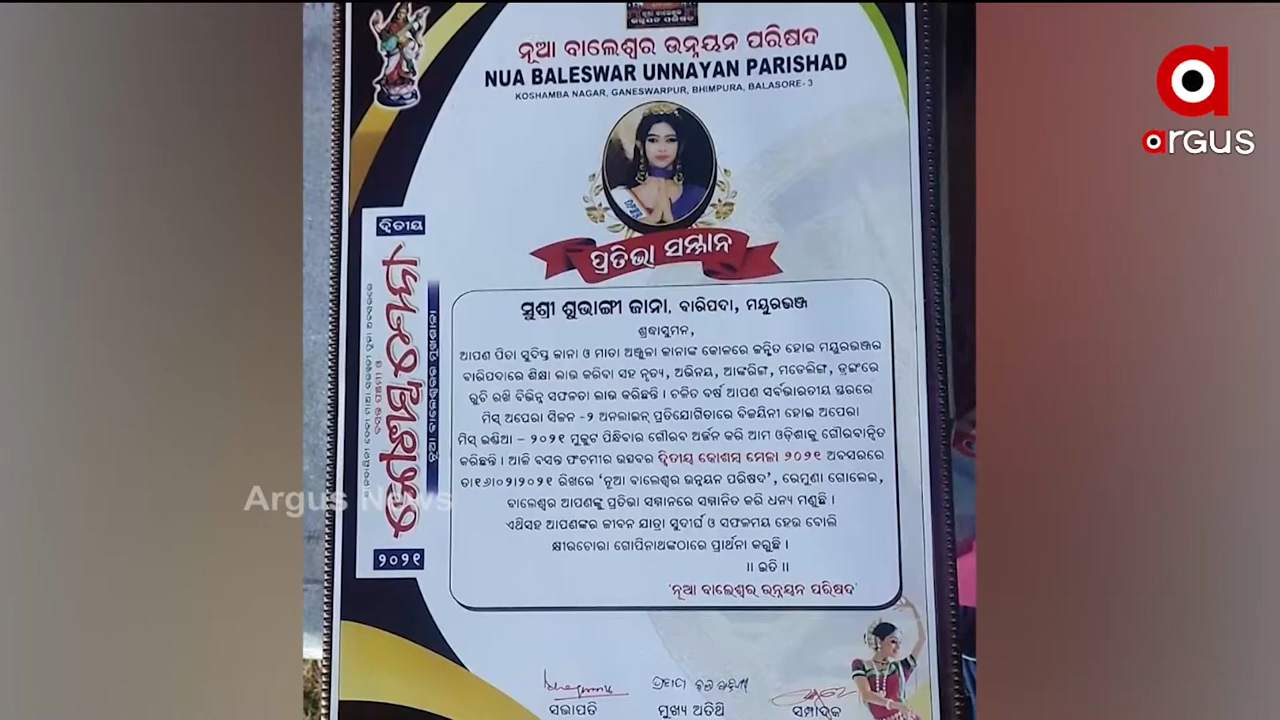 ନୂଆ ବାଲେଶ୍ୱର ଉନ୍ନୟନ ପରିଷଦ
NUA BALESWAR UNNAYAN PARISHAD
KOSHAMBA NAGAR, GANESWARPUR, BHIMPURA, BALASORE-3
argus
ପ୍ରତିଭା ସମ୍ମାନ
ଦ୍ୱିତୀୟ
କୋଶମ୍ବ ମେଳା
୨୦୨୧
ସୁଶ୍ରୀ ଶୁଭାଙ୍ଗୀ ଜାନା, ବାରିପଦା, ମୟୂରଭଞ୍ଜ
ଶ୍ରଦ୍ଧାସୁମନ,
ଆପଣ ପିତା ସୁଦିପ୍ତ ଜାନା ଓ ମାତା ଅଞ୍ଜୁଳା ଜାନାଙ୍କ କୋଳରେ ଜନ୍ମିତ ହୋଇ ମୟୂରଭଞ୍ଜର
ବାରିପଦାରେ ଶିକ୍ଷା ଲାଭ କରିବା ସହ ନୃତ୍ୟ, ଅଭିନୟ, ଆଙ୍କରିଙ୍ଗ, ମଡେଲିଙ୍ଗ, ଡ୍ରଙ୍ଗରେ
ରୁଚି ରଖି ବିଭିନ୍ନ ସଫଳତା ଲାଭ କରିଛନ୍ତି । ଚଳିତ ବର୍ଷ ଆପଣ ସର୍ବଭାରତୀୟ ସ୍ତରରେ
ମିସ୍ ଅପେରା ସିଜନ -୨ ଅନଲାଇନ୍ ପ୍ରତିଯୋଗିତାରେ ବିଜୟିନୀ ହୋଇ ଅପେରା
ମିସ୍ ଇଣ୍ଡିଆ - ୨୦୨୧ ମୁକୁଟ ପିନ୍ଧିବାର ଗୌରବ ଅର୍ଜନ କରି ଆମ ଓଡ଼ିଶାକୁ ଗୌରବାନ୍ୱିତ
କରିଛନ୍ତି । ଆଜି ବସନ୍ତ ପଞ୍ଚମୀର ଉତ୍ସବର ଦ୍ୱିତୀୟ କୋଶମ୍ବ ମେଳା ୨୦୨୧ ଅବସରରେ
ତା୧୬।୦୨।୨୦୨୧ ରିଖରେ 'ନୂଆ ବାଲେଶ୍ୱର ଉନ୍ନୟନ ପରିଷଦ', ରେମୁଣା ଗୋଲେଇ,
ବାଲେଶ୍ୱର ଆପଣଙ୍କୁ ପ୍ରତିଭା ସମ୍ମାନରେ ସମ୍ମାନିତ କରି ଧନ୍ୟ ମଣୁଛି ।
ଏଥିସହ ଆପଣଙ୍କର ଜୀବନ ଯାତ୍ରା ସୁଦୀର୍ଘ ଓ ସଫଳମୟ ହେଉ ବୋଲି
କ୍ଷୀରଚୋରା ଗୋପିନାଥଙ୍କଠାରେ ପ୍ରାର୍ଥନା କରୁଛି ।
॥ ଇତି ॥
'ନୂଆ ବାଲେଶ୍ୱର ଉନ୍ନୟନ ପରିଷଦ'
Argus News
ସଭାପତି ମୁଖ୍ୟ ଅତିଥି ସମ୍ପାଦକ